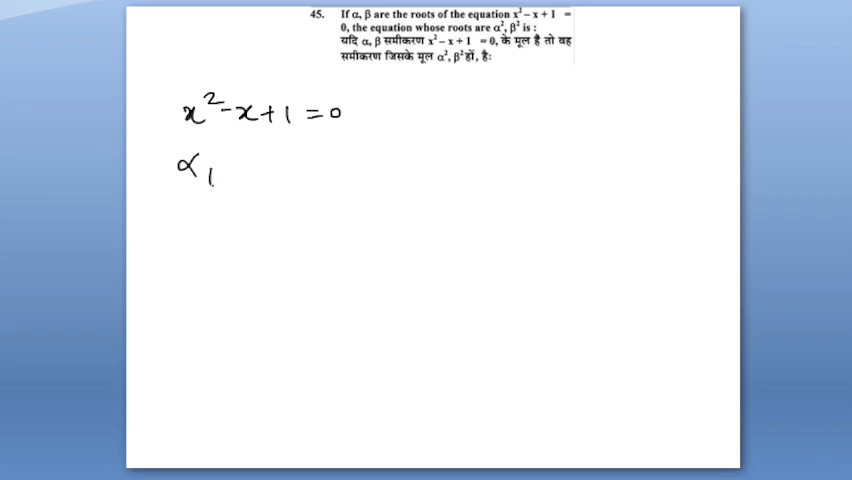 45. If α, β are the roots of the equation x² – x + 1 =
0, the equation whose roots are α², β² is :
यदि α, β समीकरण x² – x + 1 = 0, के मूल है तो वह
समीकरण जिसके मूल α², β² हों, है:
x² - x + 1 = 0
α,